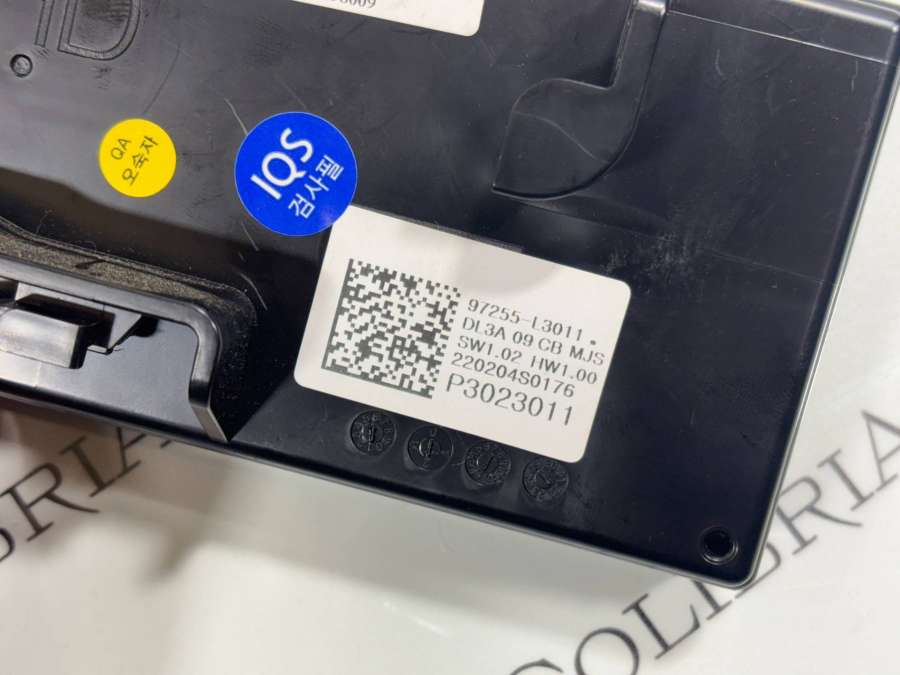 QA
오숙자
IQS
검사필
97255-L3011
DL3A 09 CB MJS
SW1.02 HW1.00
220204S0176
P3023011
COLIBRIA